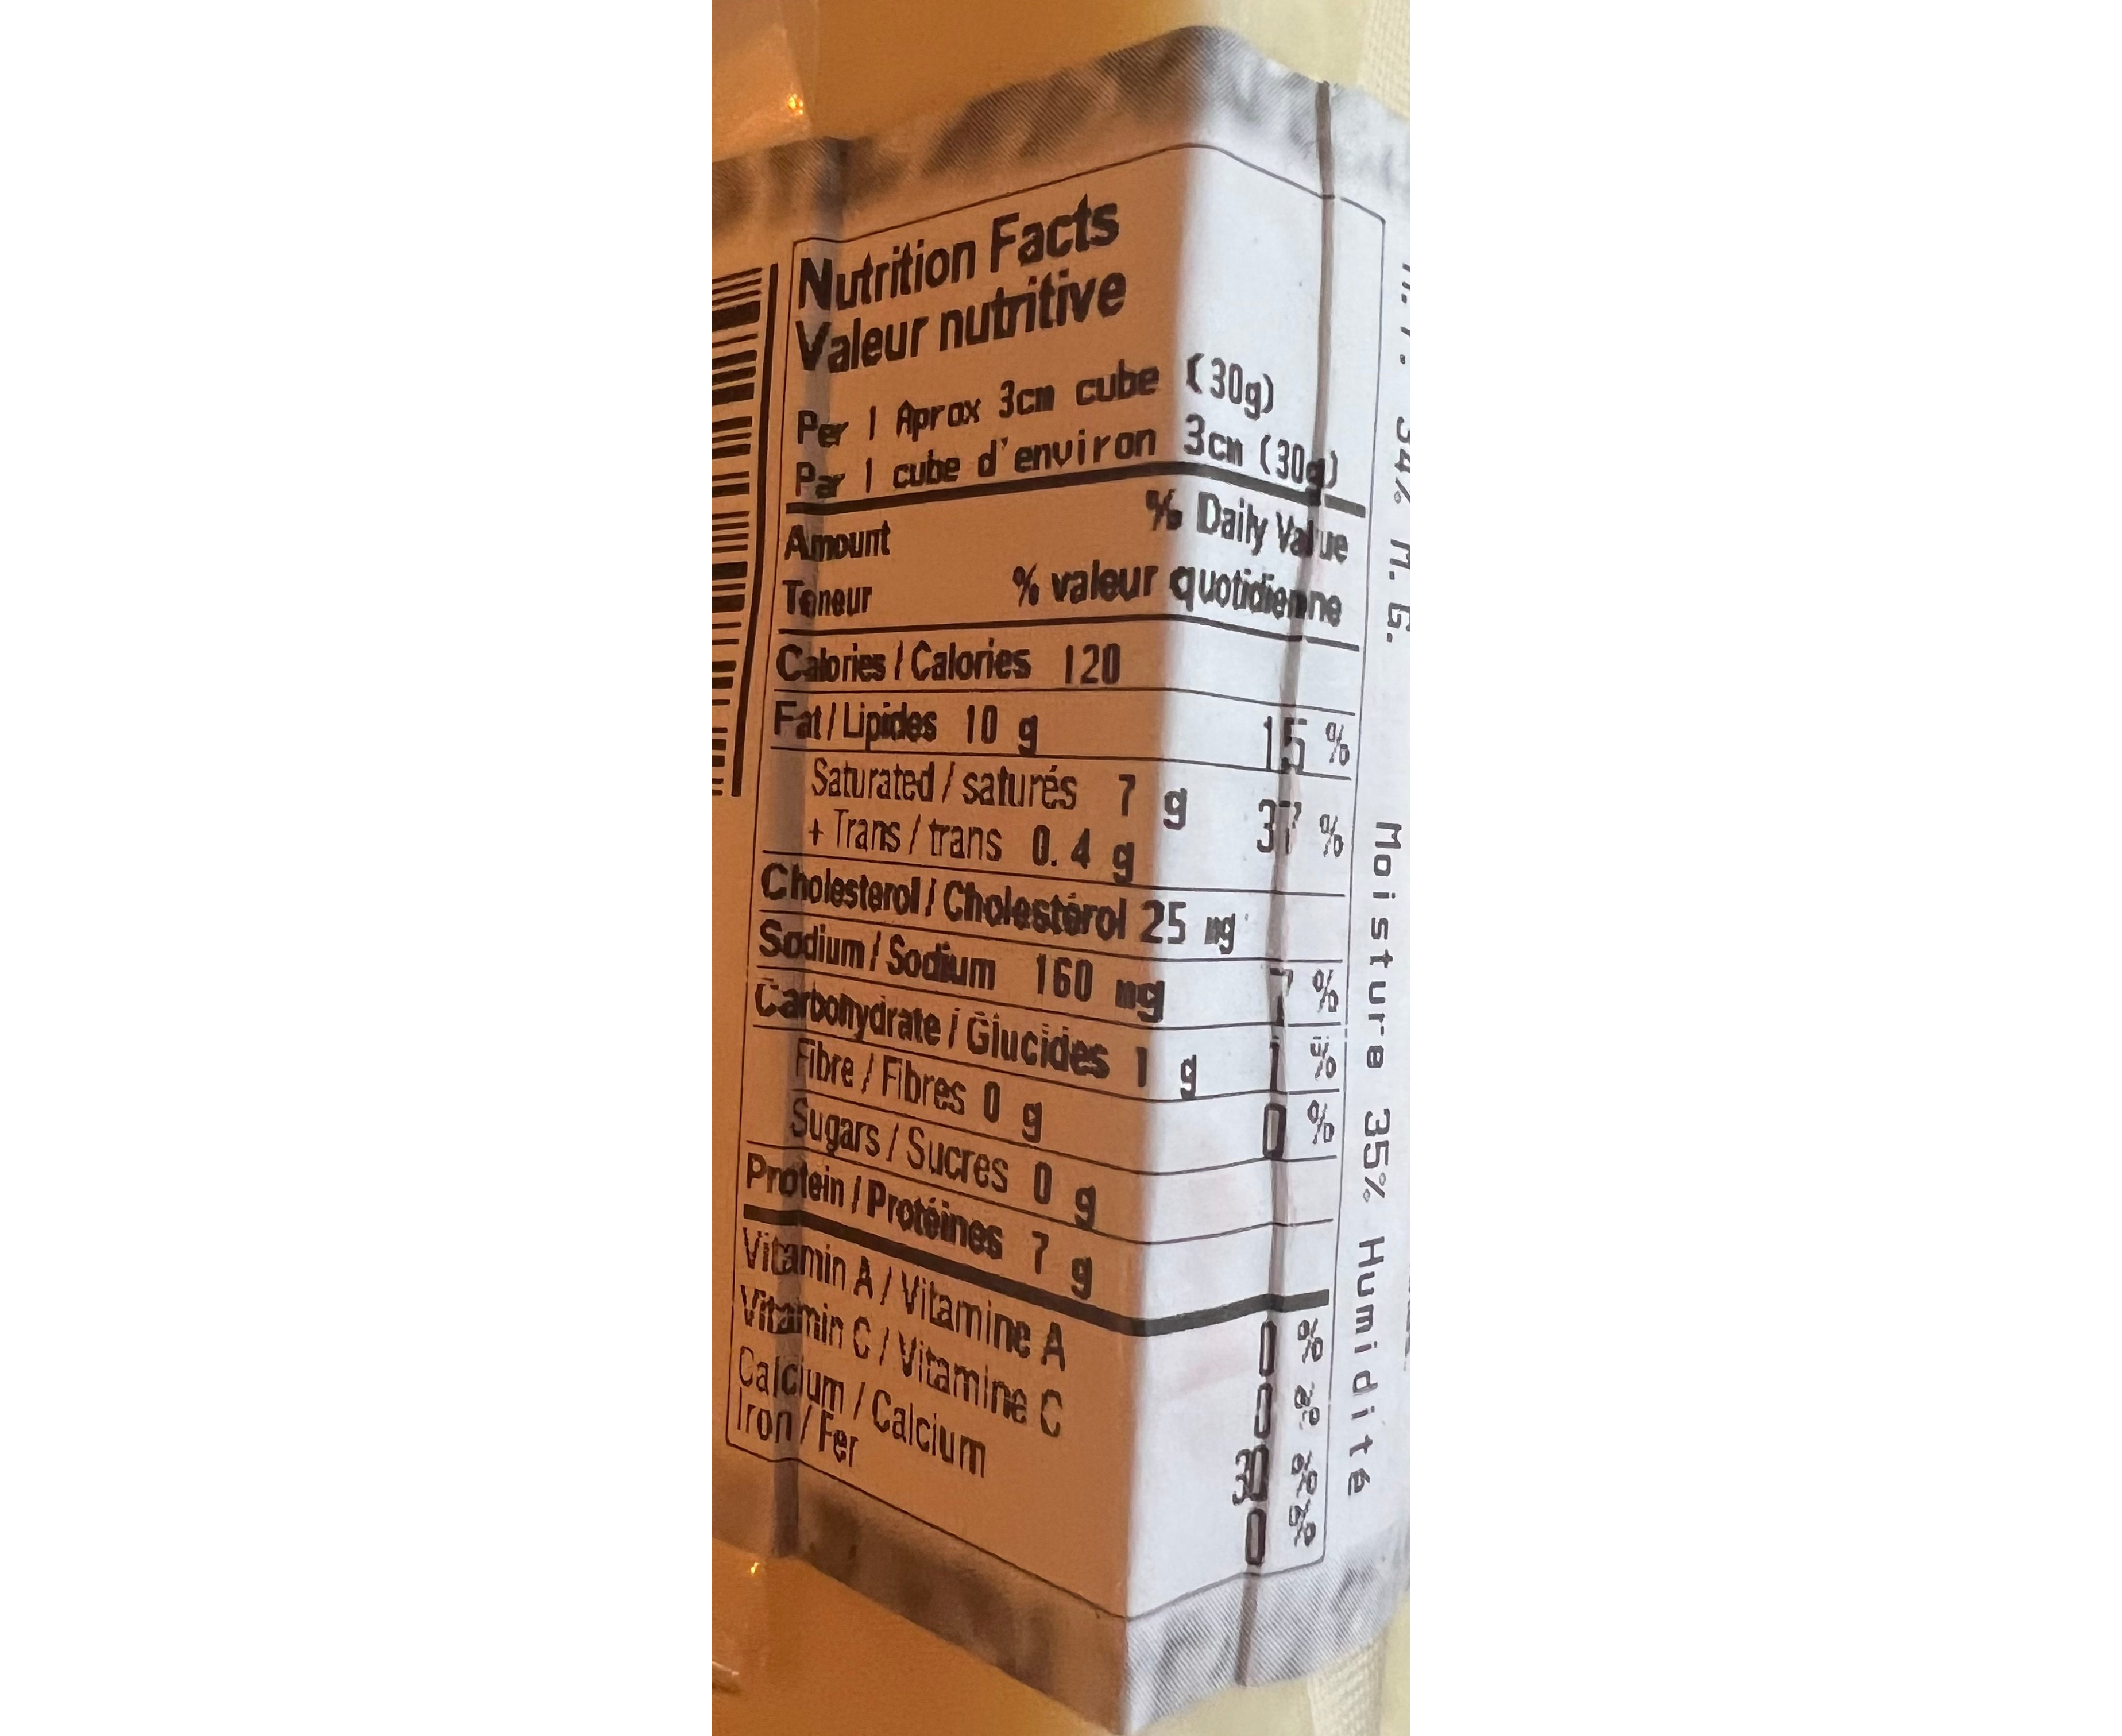 Nutrition Facts
Valeur nutritive
Per 1 Aprox 3cm cube (30g)
Par 1 cube d'environ 3cm (30g)
Amount % Daily Value
Teneur % valeur quotidienne
Calories / Calories 120
Fat / Lipides 10 g 15 %
Saturated / saturés 7 g 37 %
+ Trans / trans 0.4 g
Cholesterol / Cholestérol 25 mg
Sodium / Sodium 160 mg 7 %
Carbohydrate / Glucides 1 g 1 %
Fibre / Fibres 0 g 0 %
Sugars / Sucres 0 g
Protein / Protéines 7 g
Vitamin A / Vitamine A 0 %
Vitamin C / Vitamine C 0 %
Calcium / Calcium 30 %
Iron / Fer 0 %
34% M.G.
Moisture 35% Humidité